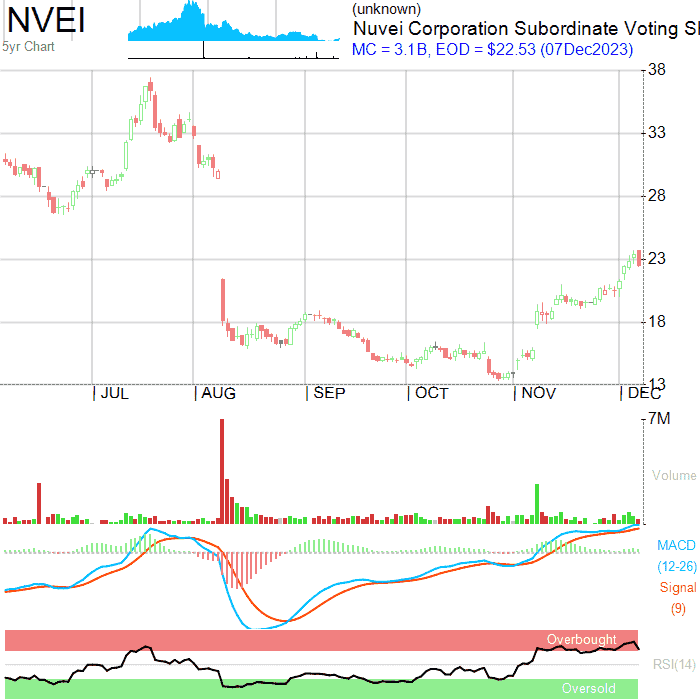 NVEI
5yr Chart
(unknown)
Nuvei Corporation Subordinate Voting Sl
MC = 3.1B, EOD = $22.53 (07Dec2023)
38
33
28
23
18
13
JUL AUG SEP OCT NOV DEC
7M
Volume
MACD
(12-26)
Signal
(9)
Overbought
RSI(14)
Oversold